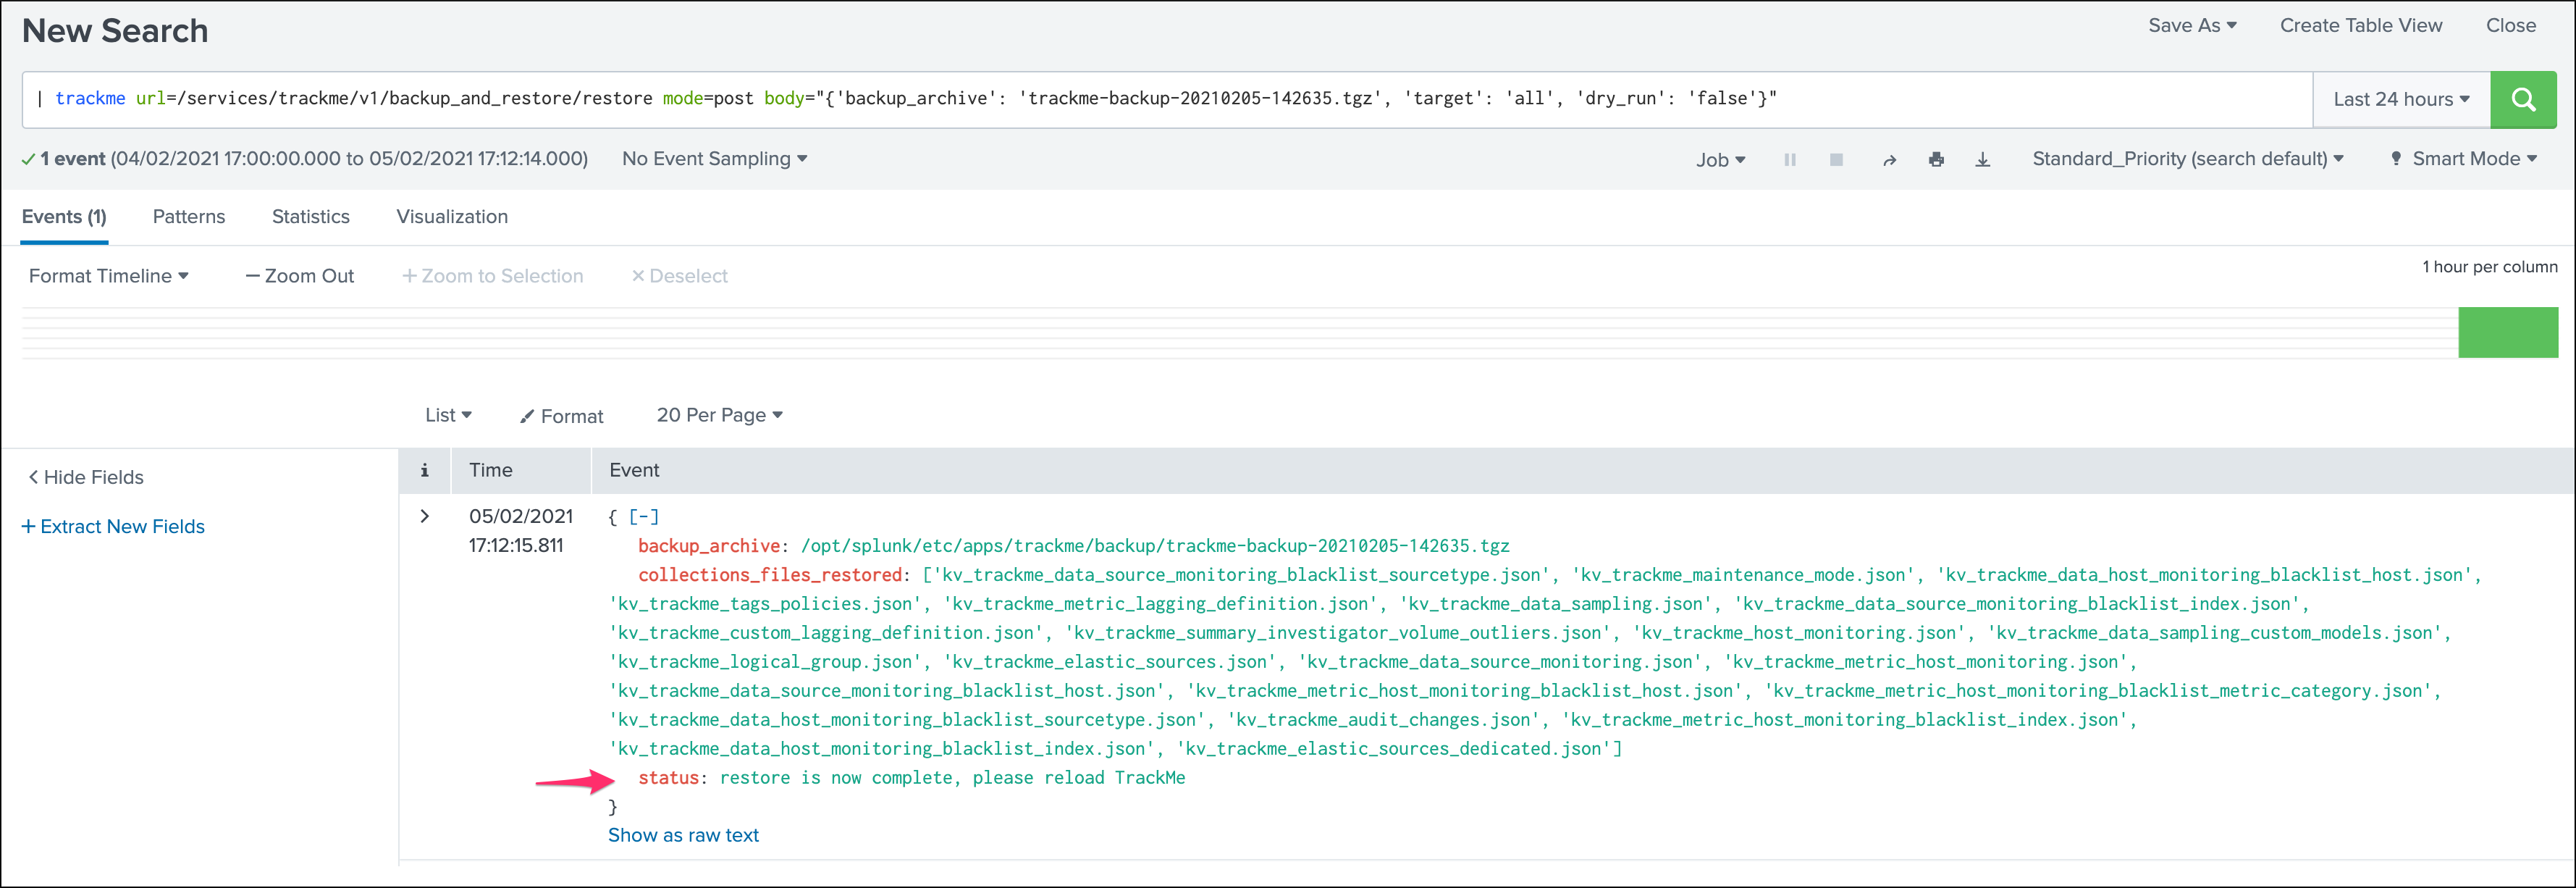 New Search
Save As
Create Table View
Close
| trackme url=/services/trackme/v1/backup_and_restore/restore mode=post body="{'backup_archive': 'trackme-backup-20210205-142635.tgz', 'target': 'all', 'dry_run': 'false'}"
Last 24 hours
1 event (04/02/2021 17:00:00.000 to 05/02/2021 17:12:14.000)
No Event Sampling
Job
Standard_Priority (search default)
Smart Mode
Events (1)
Patterns
Statistics
Visualization
Format Timeline
— Zoom Out
+ Zoom to Selection
× Deselect
1 hour per column
List
Format
20 Per Page
< Hide Fields
+ Extract New Fields
i
Time
Event
>
05/02/2021
17:12:15.811
{ [-]
backup_archive: /opt/splunk/etc/apps/trackme/backup/trackme-backup-20210205-142635.tgz
collections_files_restored: ['kv_trackme_data_source_monitoring_blacklist_sourcetype.json', 'kv_trackme_maintenance_mode.json', 'kv_trackme_data_host_monitoring_blacklist_host.json',
'kv_trackme_tags_policies.json', 'kv_trackme_metric_lagging_definition.json', 'kv_trackme_data_sampling.json', 'kv_trackme_data_source_monitoring_blacklist_index.json',
'kv_trackme_custom_lagging_definition.json', 'kv_trackme_summary_investigator_volume_outliers.json', 'kv_trackme_host_monitoring.json', 'kv_trackme_data_sampling_custom_models.json',
'kv_trackme_logical_group.json', 'kv_trackme_elastic_sources.json', 'kv_trackme_data_source_monitoring.json', 'kv_trackme_metric_host_monitoring.json',
'kv_trackme_data_source_monitoring_blacklist_host.json', 'kv_trackme_metric_host_monitoring_blacklist_host.json', 'kv_trackme_metric_host_monitoring_blacklist_metric_category.json',
'kv_trackme_data_host_monitoring_blacklist_sourcetype.json', 'kv_trackme_audit_changes.json', 'kv_trackme_metric_host_monitoring_blacklist_index.json',
'kv_trackme_data_host_monitoring_blacklist_index.json', 'kv_trackme_elastic_sources_dedicated.json']
status: restore is now complete, please reload TrackMe
}
Show as raw text